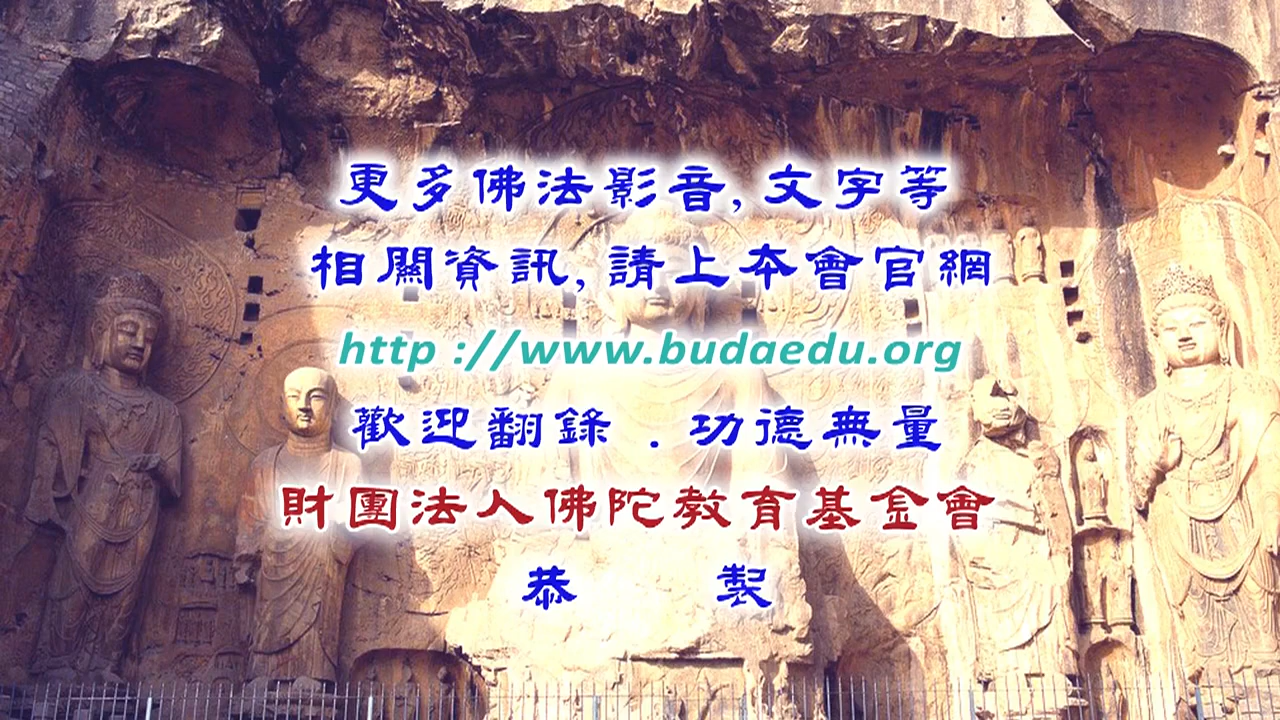 更多佛法影音,文字等
相關資訊,請上本會官網
http ://www.budaedu.org
歡迎翻錄 . 功德無量
財團法人佛陀教育基金會
恭 製